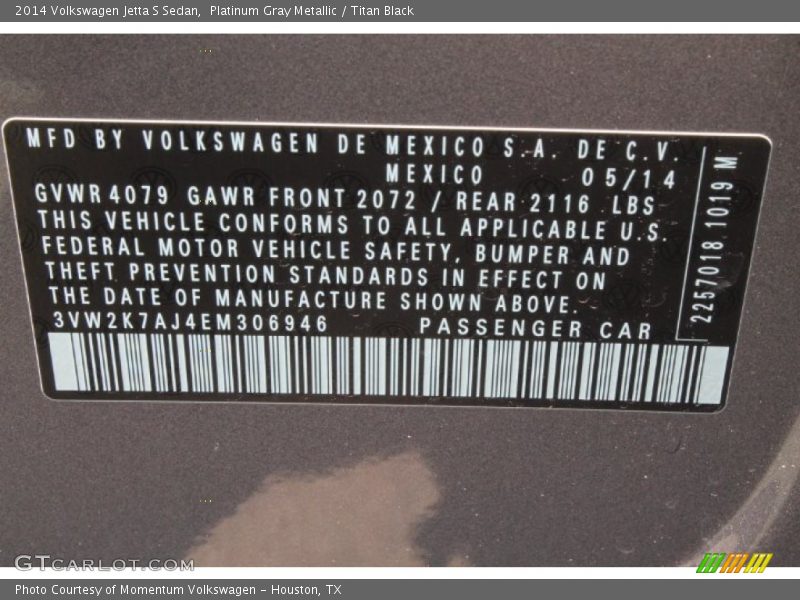 2014 Volkswagen Jetta S Sedan,  Platinum Gray Metallic / Titan Black
MFD BY VOLKSWAGEN DE MEXICO S.A. DE C.V.
MEXICO 05/14
GVWR4079 GAWR FRONT 2072 / REAR 2116 LBS
THIS VEHICLE CONFORMS TO ALL APPLICABLE U.S.
FEDERAL MOTOR VEHICLE SAFETY, BUMPER AND
THEFT PREVENTION STANDARDS IN EFFECT ON
THE DATE OF MANUFACTURE SHOWN ABOVE.
3VW2K7AJ4EM306946 PASSENGER CAR
2257018 1019 M
GTCARLOT.COM
Photo Courtesy of Momentum Volkswagen - Houston, TX